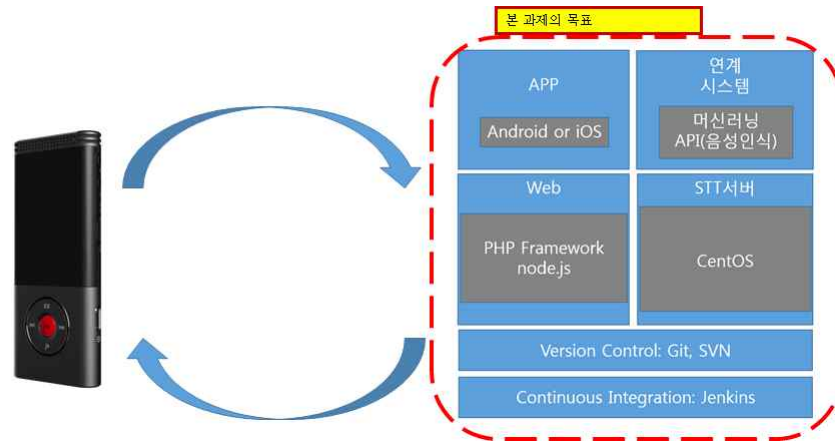 본 과제의 목표
APP
Android or iOS
연계
시스템
머신러닝
API(음성인식)
Web
PHP Framework
node.js
STT서버
CentOS
Version Control: Git, SVN
Continuous Integration: Jenkins